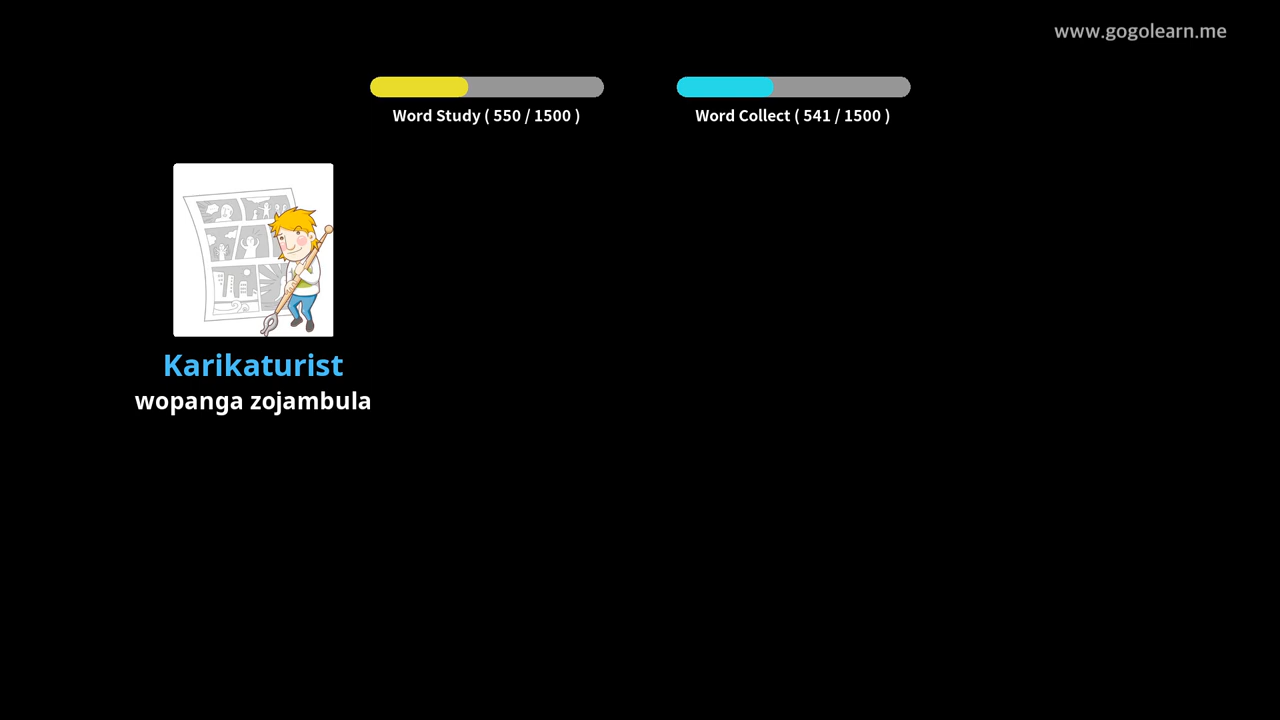 www.gogolearn.me
Word Study ( 550 / 1500 )
Word Collect ( 541 / 1500 )
Karikaturist
wopanga zojambula